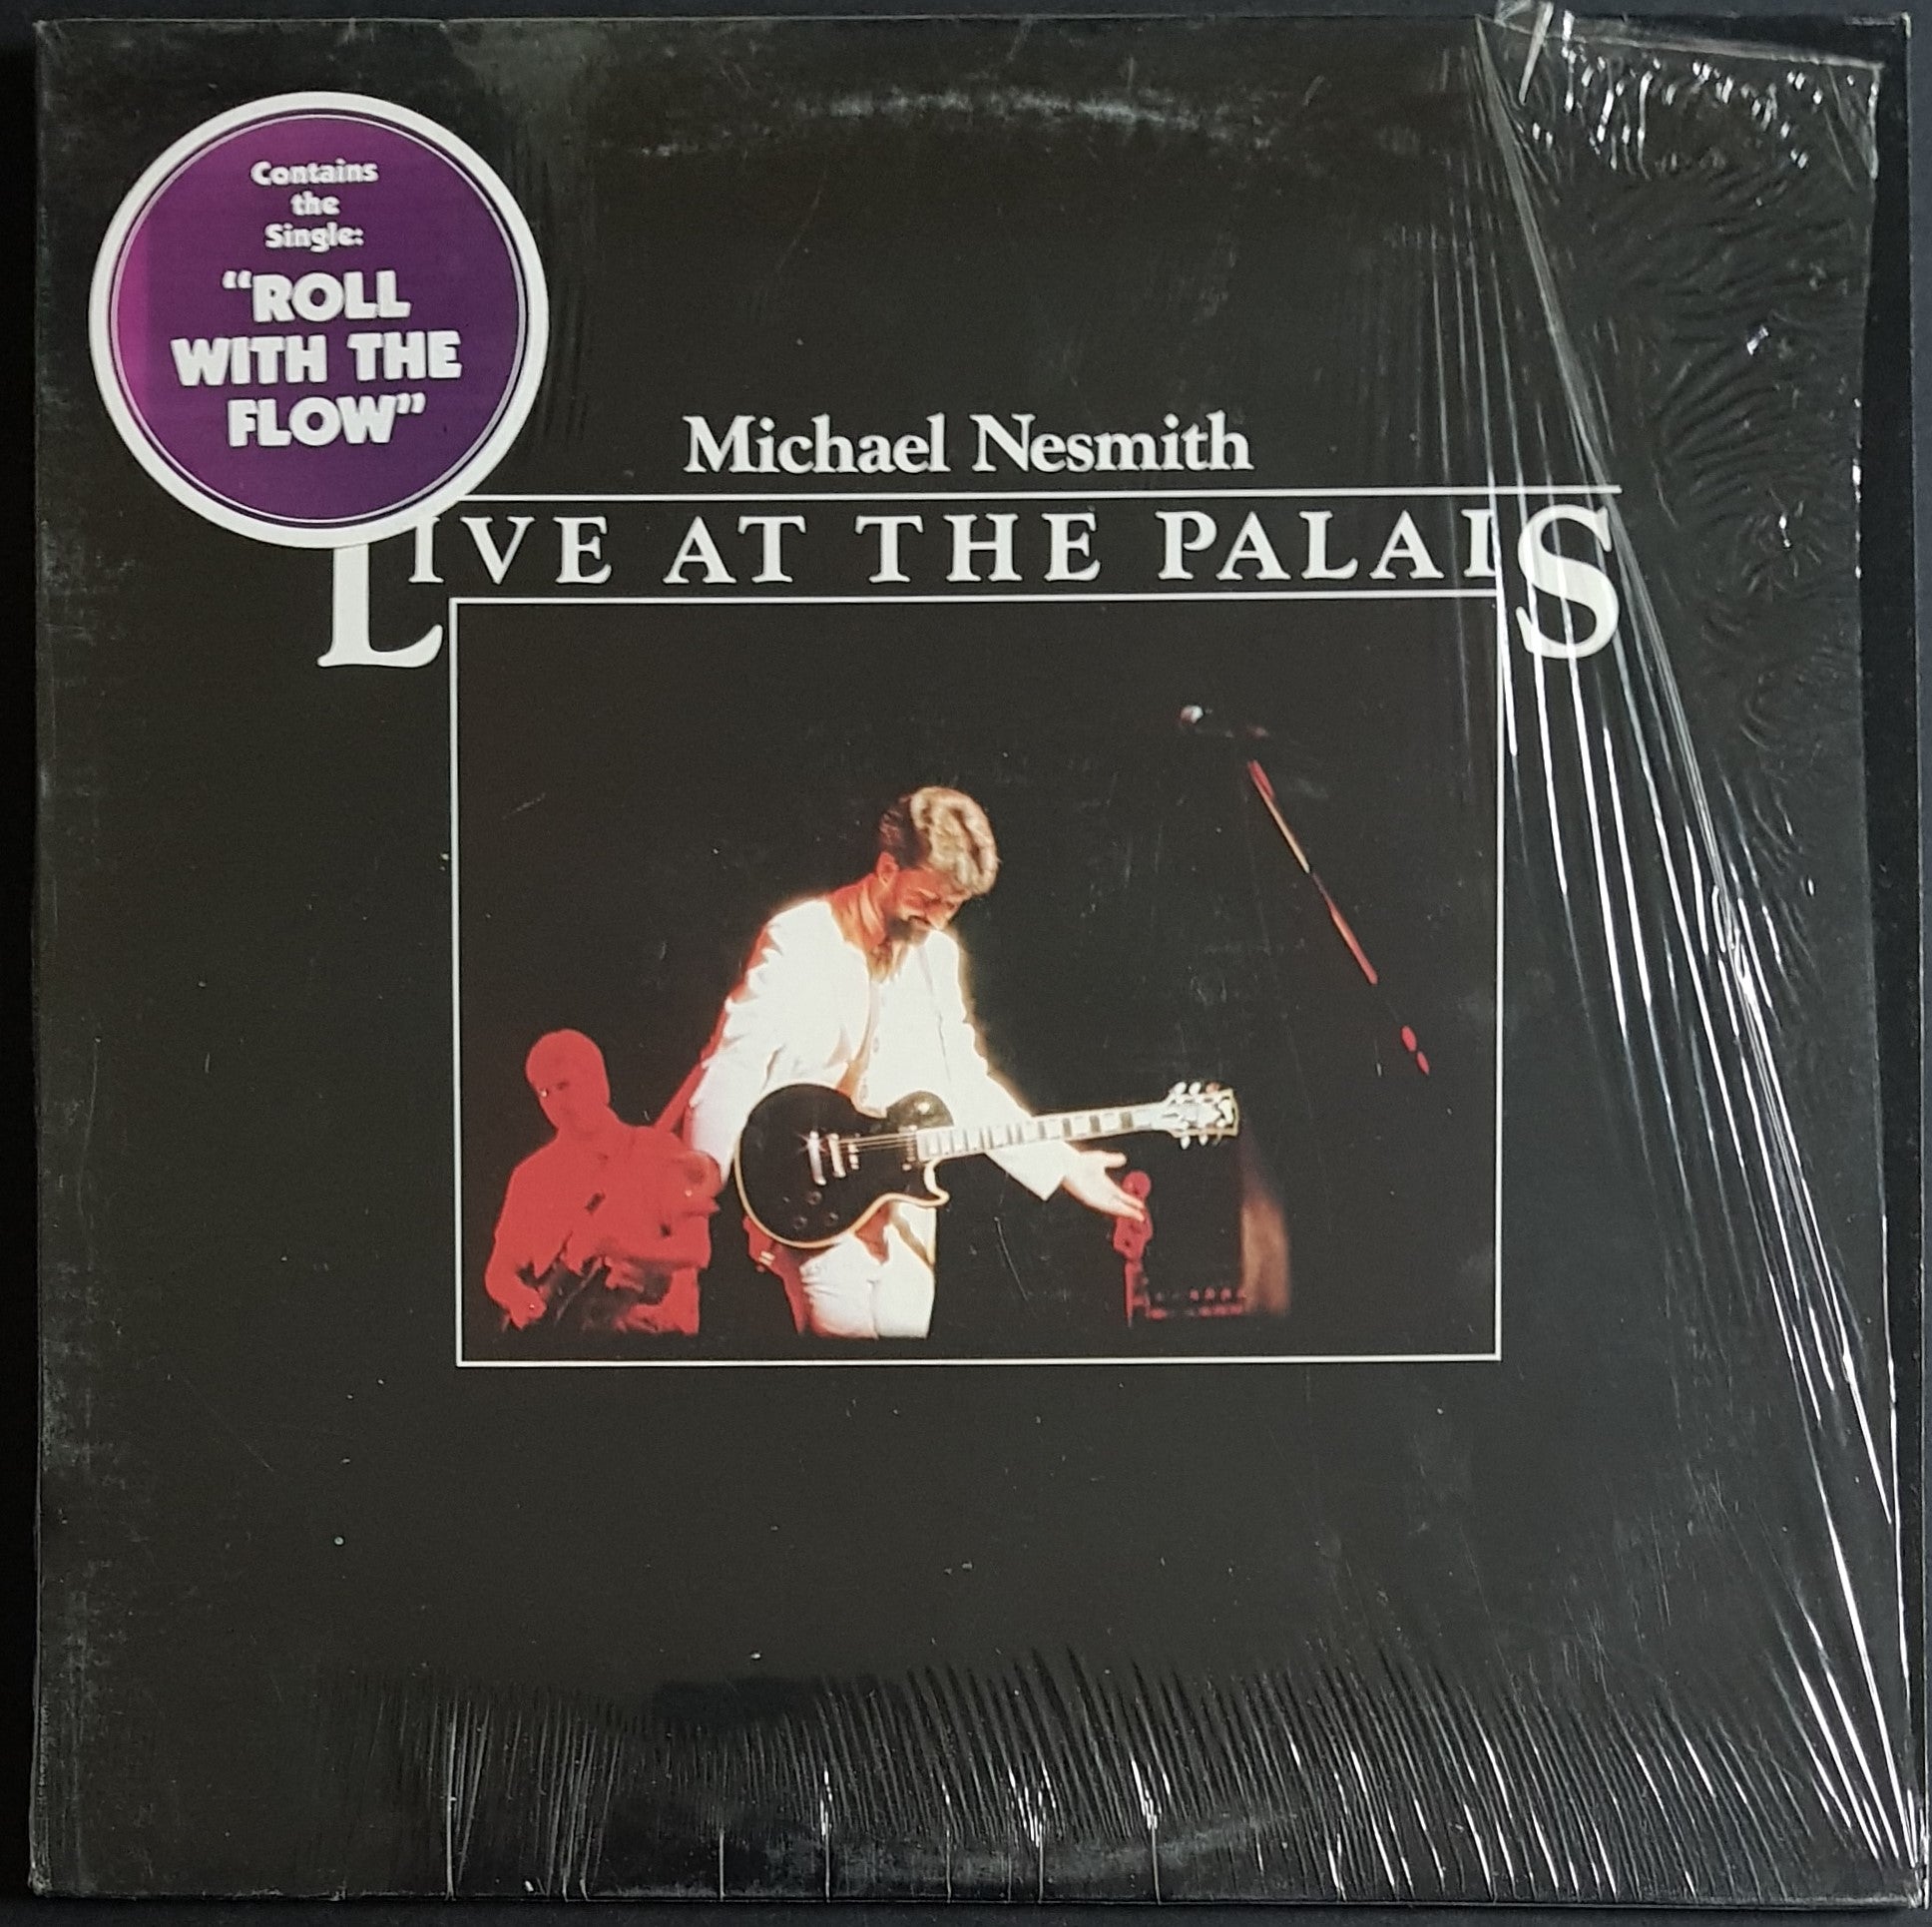 Contains
the
Single:
“ROLL
WITH THE
FLOW”
Michael Nesmith
LIVE AT THE PALAIS